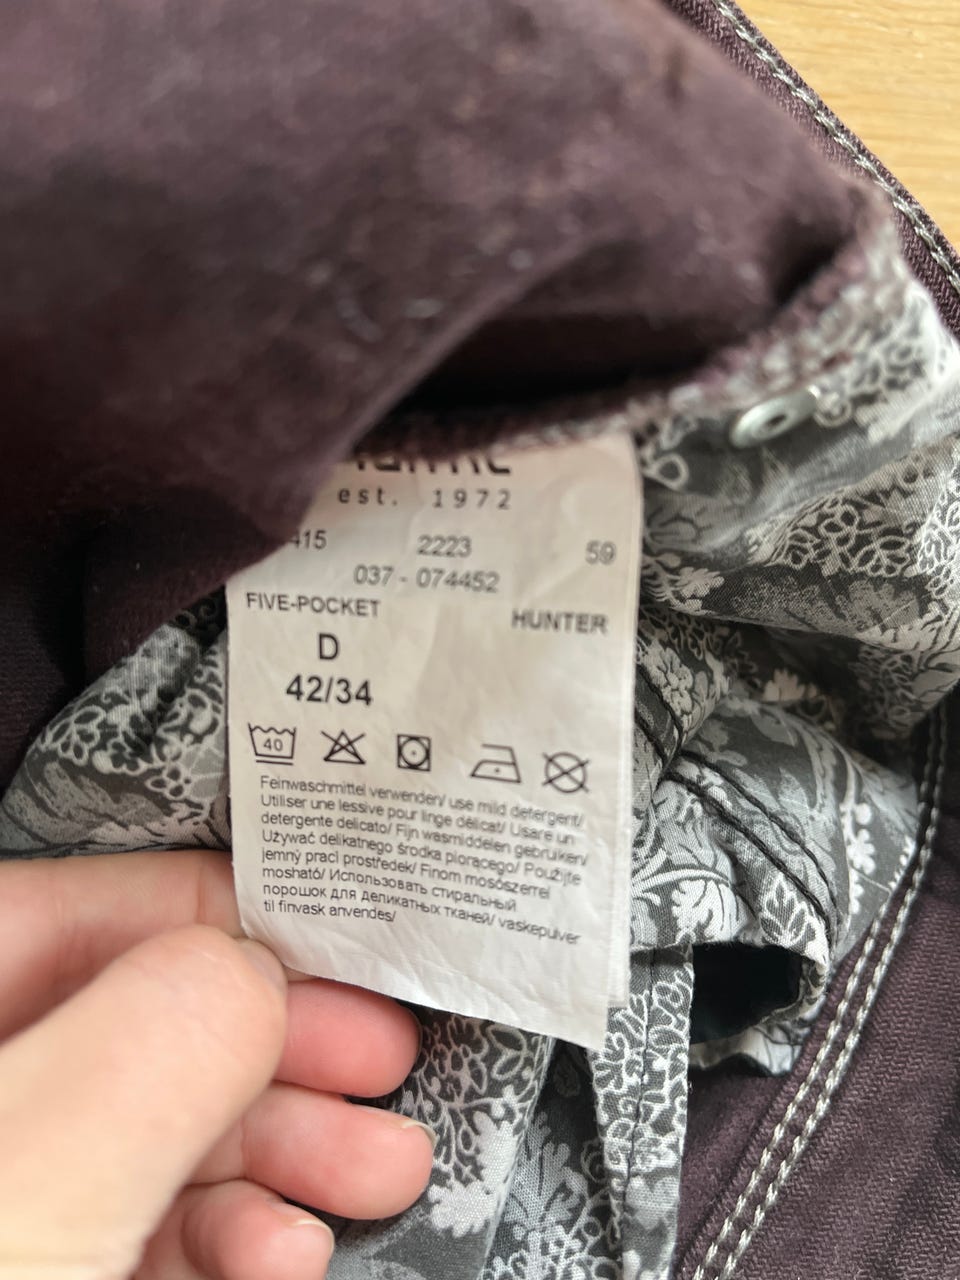 est. 1972
415 2223 59
037 - 074452
FIVE-POCKET HUNTER
D
42/34
40
Feinwaschmittel verwenden/ use mild detergent/
Utiliser une lessive pour linge délicat/ Usare un
detergente delicato/ Fijn wasmiddelen gebruiken/
Używać delikatnego środka piorącego/ Použijte
jemný prací prostředek/ Finom mosószerrel
mosható/ Использовать стиральный
порошок для деликатных тканей/ vaskepulver
til finvask anvendes/